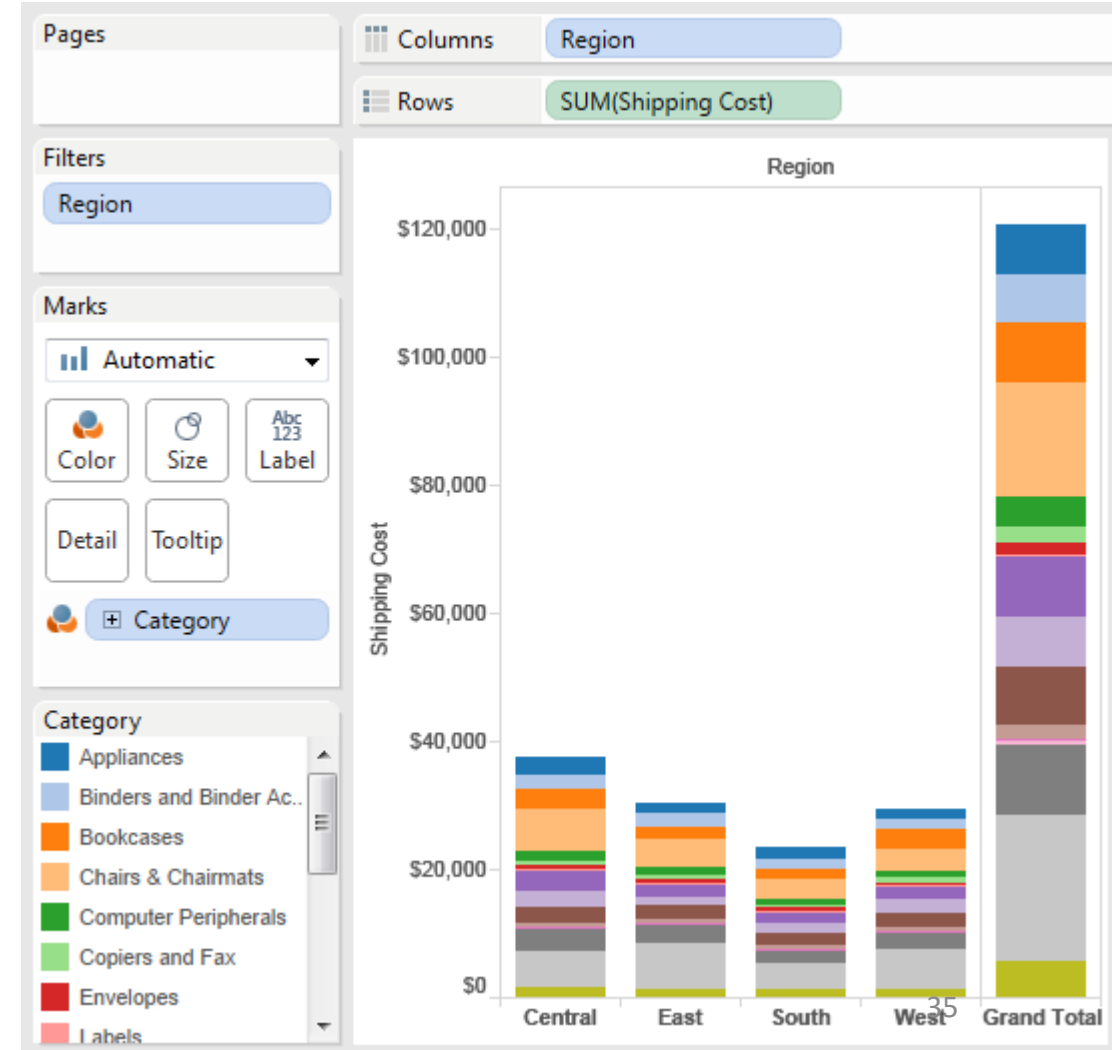 Pages
Columns
Region
Rows
SUM(Shipping Cost)
Filters
Region
Marks
Automatic
Color
Size
Abc
123
Label
Detail
Tooltip
Category
Category
Appliances
Binders and Binder Ac..
Bookcases
Chairs & Chairmats
Computer Peripherals
Copiers and Fax
Envelopes
Labels
Region
Shipping Cost
$120,000
$100,000
$80,000
$60,000
$40,000
$20,000
$0
Central East South West Grand Total
35